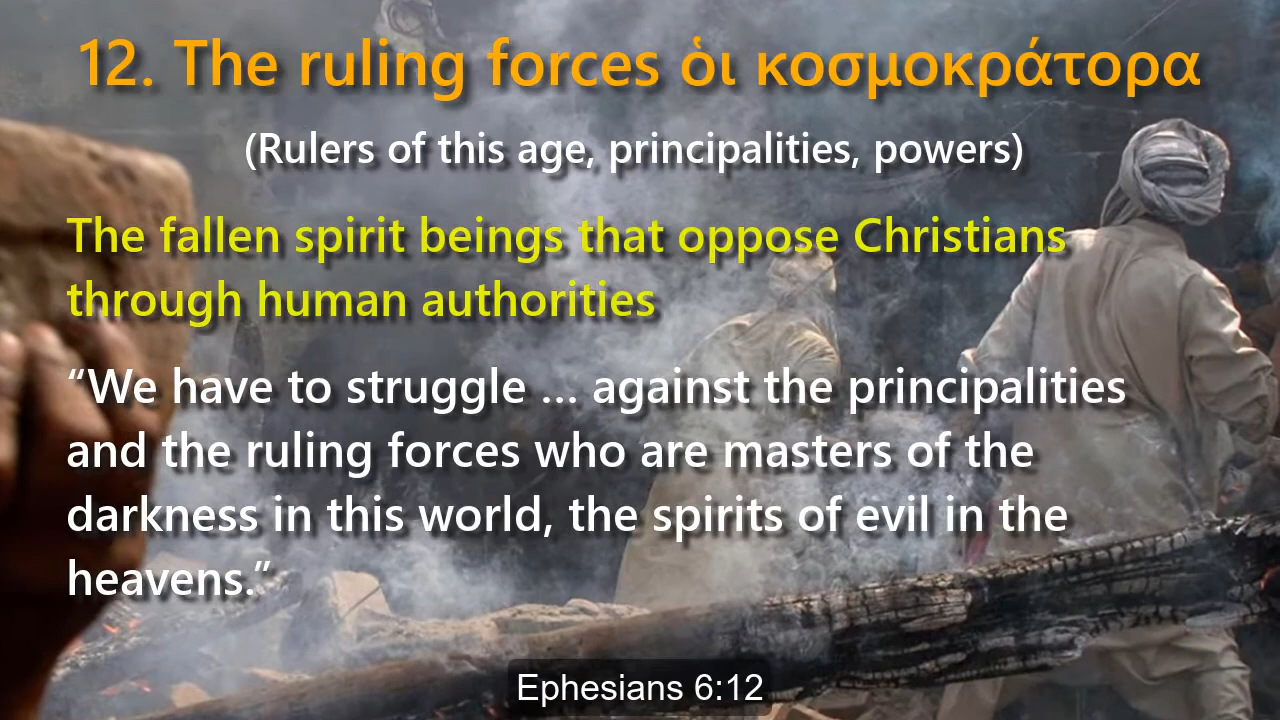 12. The ruling forces ὁι κοσμοκράτορα
(Rulers of this age, principalities, powers)
The fallen spirit beings that oppose Christians
through human authorities
“We have to struggle … against the principalities
and the ruling forces who are masters of the
darkness in this world, the spirits of evil in the
heavens.”
Ephesians 6:12